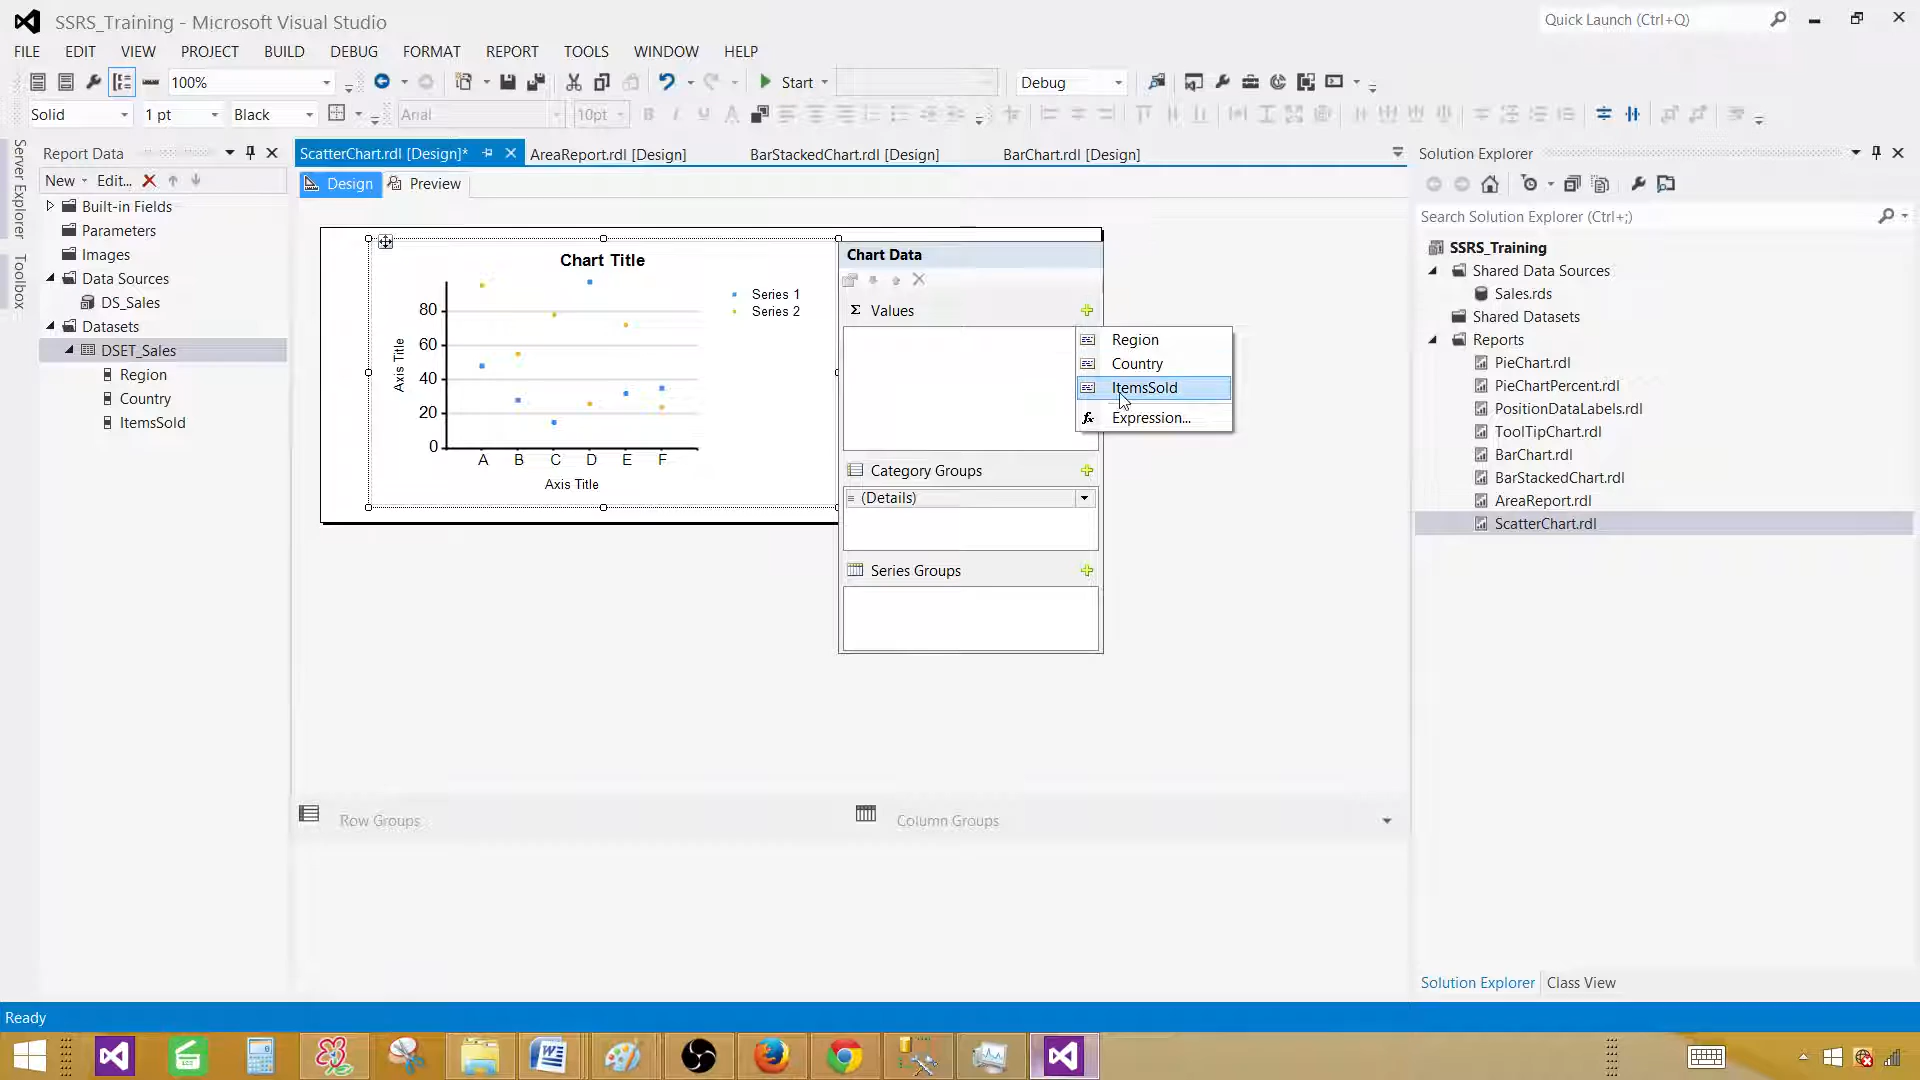 SSRS_Training - Microsoft Visual Studio
Quick Launch (Ctrl+Q)
FILE EDIT VIEW PROJECT BUILD DEBUG FORMAT REPORT TOOLS WINDOW HELP
100% Start Debug
Solid 1 pt Black Arial 10pt B I U A
Server Explorer
Toolbox
Report Data
New Edit...
Built-in Fields
Parameters
Images
Data Sources
DS_Sales
Datasets
DSET_Sales
Region
Country
ItemsSold
ScatterChart.rdl [Design]* AreaReport.rdl [Design] BarStackedChart.rdl [Design] BarChart.rdl [Design]
Design Preview
Chart Title
Series 1
Series 2
Axis Title
80
60
40
20
0
A B C D E F
Axis Title
Chart Data
Σ Values
Region
Country
ItemsSold
fx Expression...
Category Groups
(Details)
Series Groups
Row Groups Column Groups
Solution Explorer
Search Solution Explorer (Ctrl+;)
SSRS_Training
Shared Data Sources
Sales.rds
Shared Datasets
Reports
PieChart.rdl
PieChartPercent.rdl
PositionDataLabels.rdl
ToolTipChart.rdl
BarChart.rdl
BarStackedChart.rdl
AreaReport.rdl
ScatterChart.rdl
Solution Explorer Class View
Ready